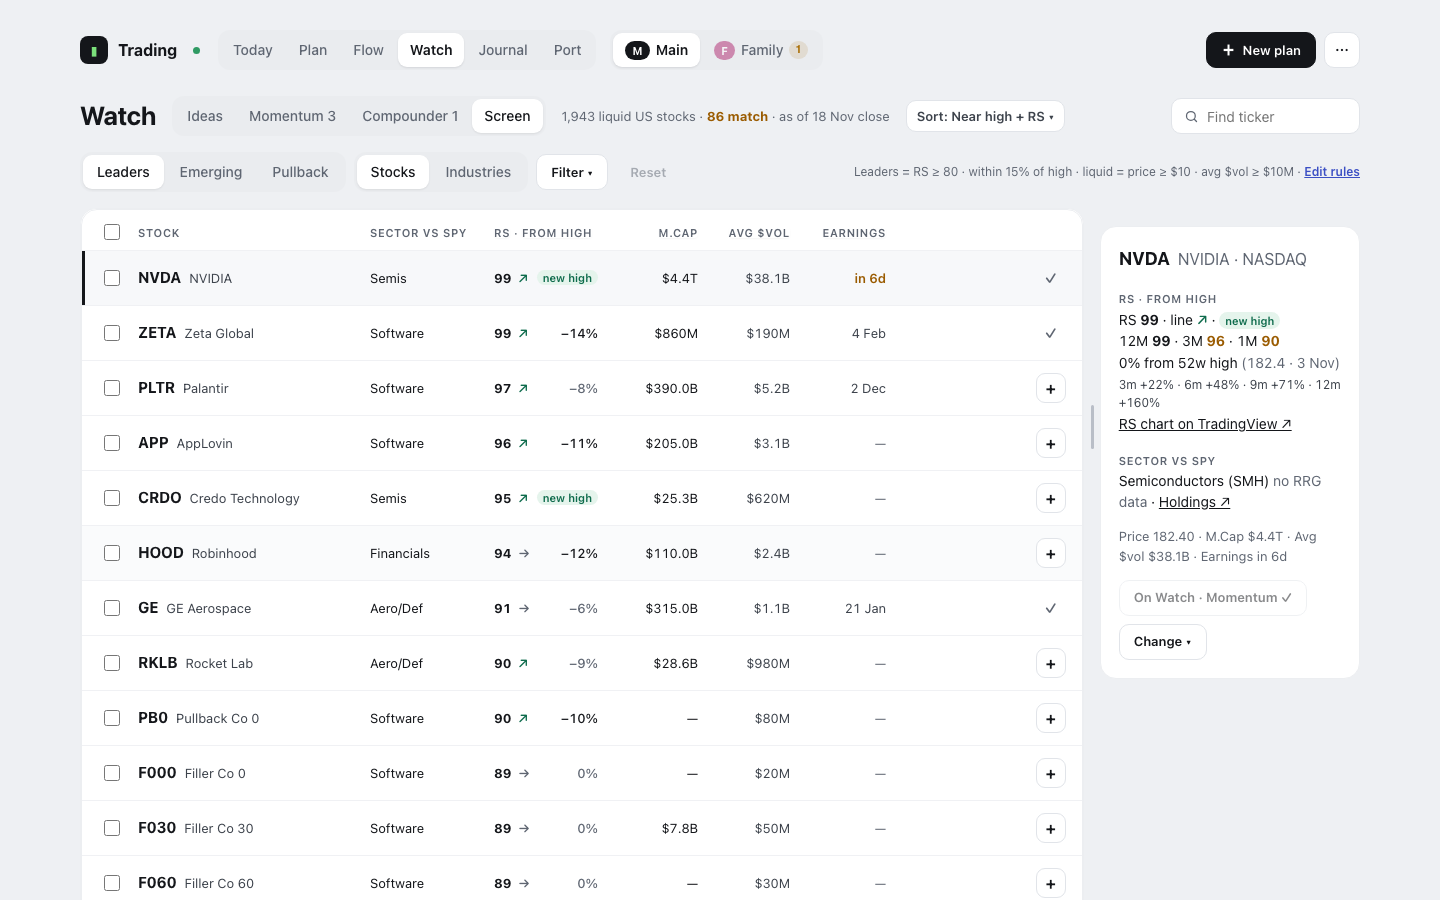 Trading Today Plan Flow Watch Journal Port M Main F Family 1 + New plan ···
Watch Ideas Momentum 3 Compounder 1 Screen 1,943 liquid US stocks · 86 match · as of 18 Nov close Sort: Near high + RS ▾ Find ticker
Leaders Emerging Pullback Stocks Industries Filter ▾ Reset Leaders = RS ≥ 80 · within 15% of high · liquid = price ≥ $10 · avg $vol ≥ $10M · Edit rules
STOCK SECTOR VS SPY RS · FROM HIGH M.CAP AVG $VOL EARNINGS
NVDA NVIDIA Semis 99 ↗ new high $4.4T $38.1B in 6d ✓
ZETA Zeta Global Software 99 ↗ −14% $860M $190M 4 Feb ✓
PLTR Palantir Software 97 ↗ −8% $390.0B $5.2B 2 Dec +
APP AppLovin Software 96 ↗ −11% $205.0B $3.1B — +
CRDO Credo Technology Semis 95 ↗ new high $25.3B $620M — +
HOOD Robinhood Financials 94 → −12% $110.0B $2.4B — +
GE GE Aerospace Aero/Def 91 → −6% $315.0B $1.1B 21 Jan ✓
RKLB Rocket Lab Aero/Def 90 ↗ −9% $28.6B $980M — +
PB0 Pullback Co 0 Software 90 ↗ −10% — $80M — +
F000 Filler Co 0 Software 89 → 0% — $20M — +
F030 Filler Co 30 Software 89 → 0% $7.8B $50M — +
F060 Filler Co 60 Software 89 → 0% — $30M — +
NVDA NVIDIA · NASDAQ
RS · FROM HIGH
RS 99 · line ↗ · new high
12M 99 · 3M 96 · 1M 90
0% from 52w high (182.4 · 3 Nov)
3m +22% · 6m +48% · 9m +71% · 12m
+160%
RS chart on TradingView ↗
SECTOR VS SPY
Semiconductors (SMH) no RRG
data · Holdings ↗
Price 182.40 · M.Cap $4.4T · Avg
$vol $38.1B · Earnings in 6d
On Watch · Momentum ✓
Change ▾